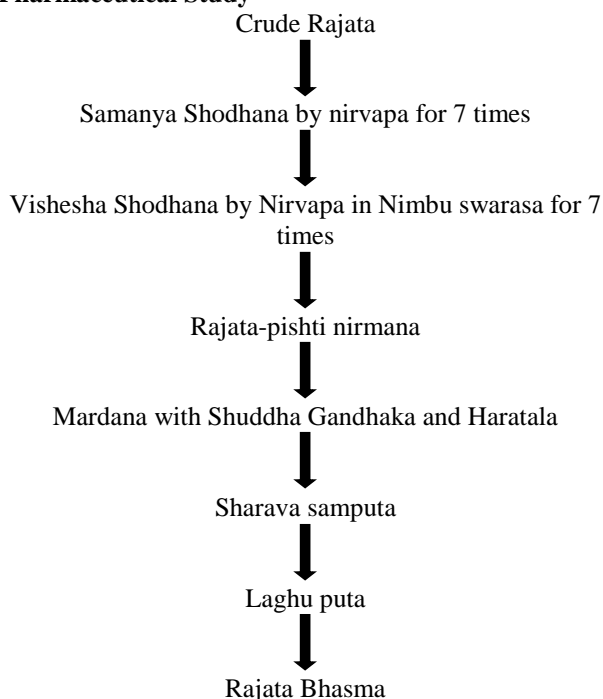 Pharmaceutical Study
Crude Rajata
Samanya Shodhana by nirvapa for 7 times
Vishesha Shodhana by Nirvapa in Nimbu swarasa for 7
times
Rajata-pishti nirmana
Mardana with Shuddha Gandhaka and Haratala
Sharava samputa
Laghu puta
Rajata Bhasma